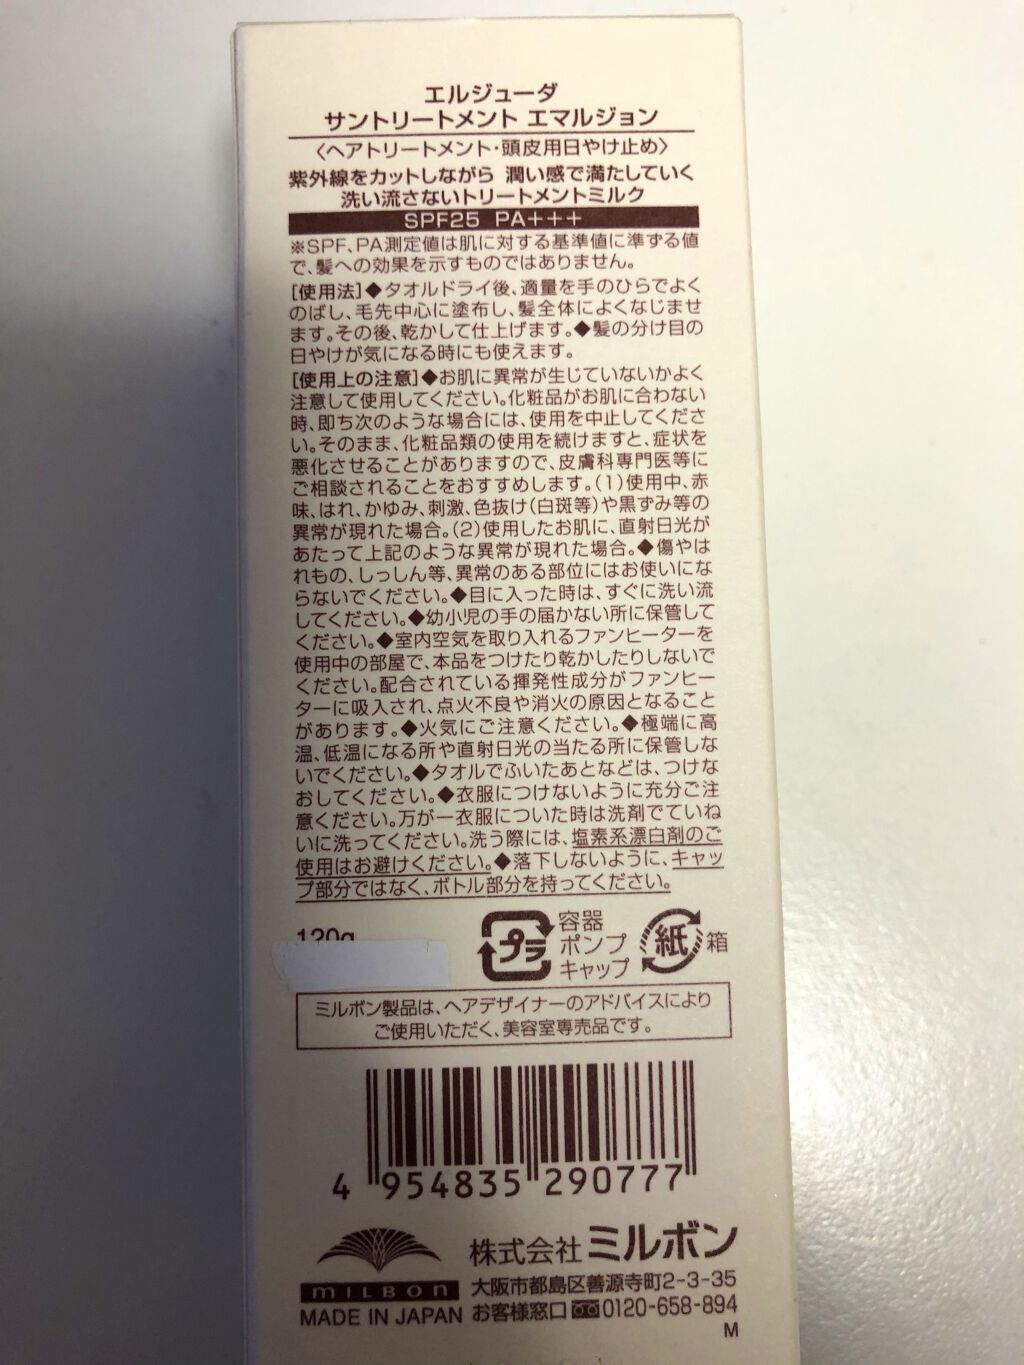 エルジューダ
サントリートメント エマルジョン
〈ヘアトリートメント・頭皮用日やけ止め〉
紫外線をカットしながら 潤い感で満たしていく
洗い流さないトリートメントミルク
SPF25 PA+++
※SPF、PA測定値は肌に対する基準値に準ずる値
で、髪への効果を示すものではありません。
[使用法]◆タオルドライ後、適量を手のひらでよく
のばし、毛先中心に塗布し、髪全体によくなじませ
ます。その後、乾かして仕上げます。◆髪の分け目の
日やけが気になる時にも使えます。
[使用上の注意]◆お肌に異常が生じていないかよく
注意して使用してください。化粧品がお肌に合わない
時、即ち次のような場合には、使用を中止してくださ
い。そのまま、化粧品類の使用を続けますと、症状を
悪化させることがありますので、皮膚科専門医等に
ご相談されることをおすすめします。(1)使用中、赤
味、はれ、かゆみ、刺激、色抜け(白斑等)や黒ずみ等の
異常が現れた場合。(2)使用したお肌に、直射日光が
あたって上記のような異常が現れた場合。◆傷やは
れもの、しっしん等、異常のある部位にはお使いにな
らないでください。◆目に入った時は、すぐに洗い流
してください。◆幼小児の手の届かない所に保管して
ください。◆室内空気を取り入れるファンヒーターを
使用中の部屋で、本品をつけたり乾かしたりしないで
ください。配合されている揮発性成分がファンヒー
ターに吸入され、点火不良や消火の原因となること
があります。◆火気にご注意ください。◆極端に高
温、低温になる所や直射日光の当たる所に保管しな
いでください。◆タオルでふいたあとなどは、つけな
おしてください。◆衣服につけないように充分ご注
意ください。万が一衣服についた時は洗剤でていね
いに洗ってください。洗う際には、塩素系漂白剤のご
使用はお避けください。◆落下しないように、キャッ
プ部分ではなく、ボトル部分を持ってください。
120g
プラ
容器
ポンプ
キャップ
紙
箱
ミルボン製品は、ヘアデザイナーのアドバイスにより
ご使用いただく、美容室専売品です。
4 954835 290777
株式会社ミルボン
MILBON
大阪市都島区善源寺町2-3-35
MADE IN JAPAN お客様窓口 0120-658-894
M